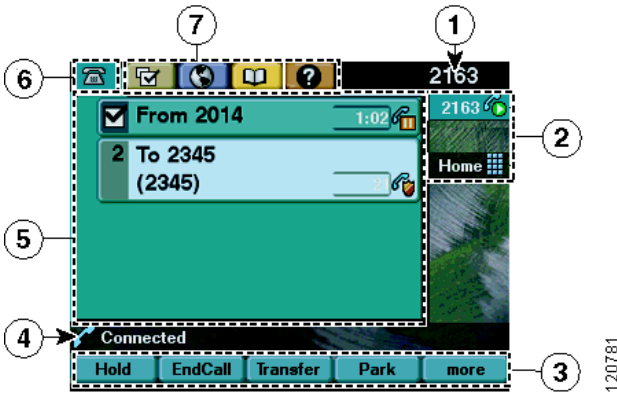 7
1
6
2163
?
From 2014
1:02
2163
2
2 To 2345
(2345)
21
Home
5
4
Connected
Hold EndCall Transfer Park more
3
120781